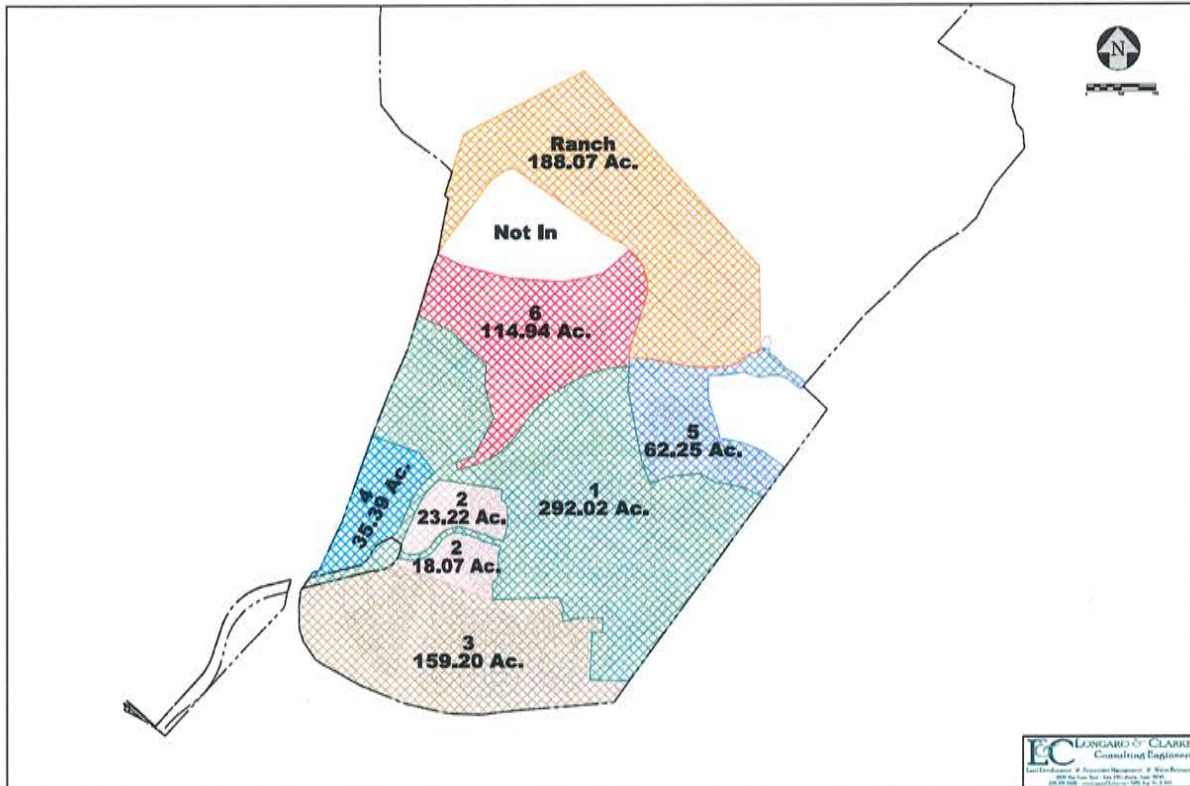 N
Ranch
188.07 Ac.
Not In
6
114.94 Ac.
5
62.25 Ac.
1
292.02 Ac.
4
35.39 Ac.
2
23.22 Ac.
2
18.07 Ac.
3
159.20 Ac.
L&C
LONGARO & CLARKE
Consulting Engineers